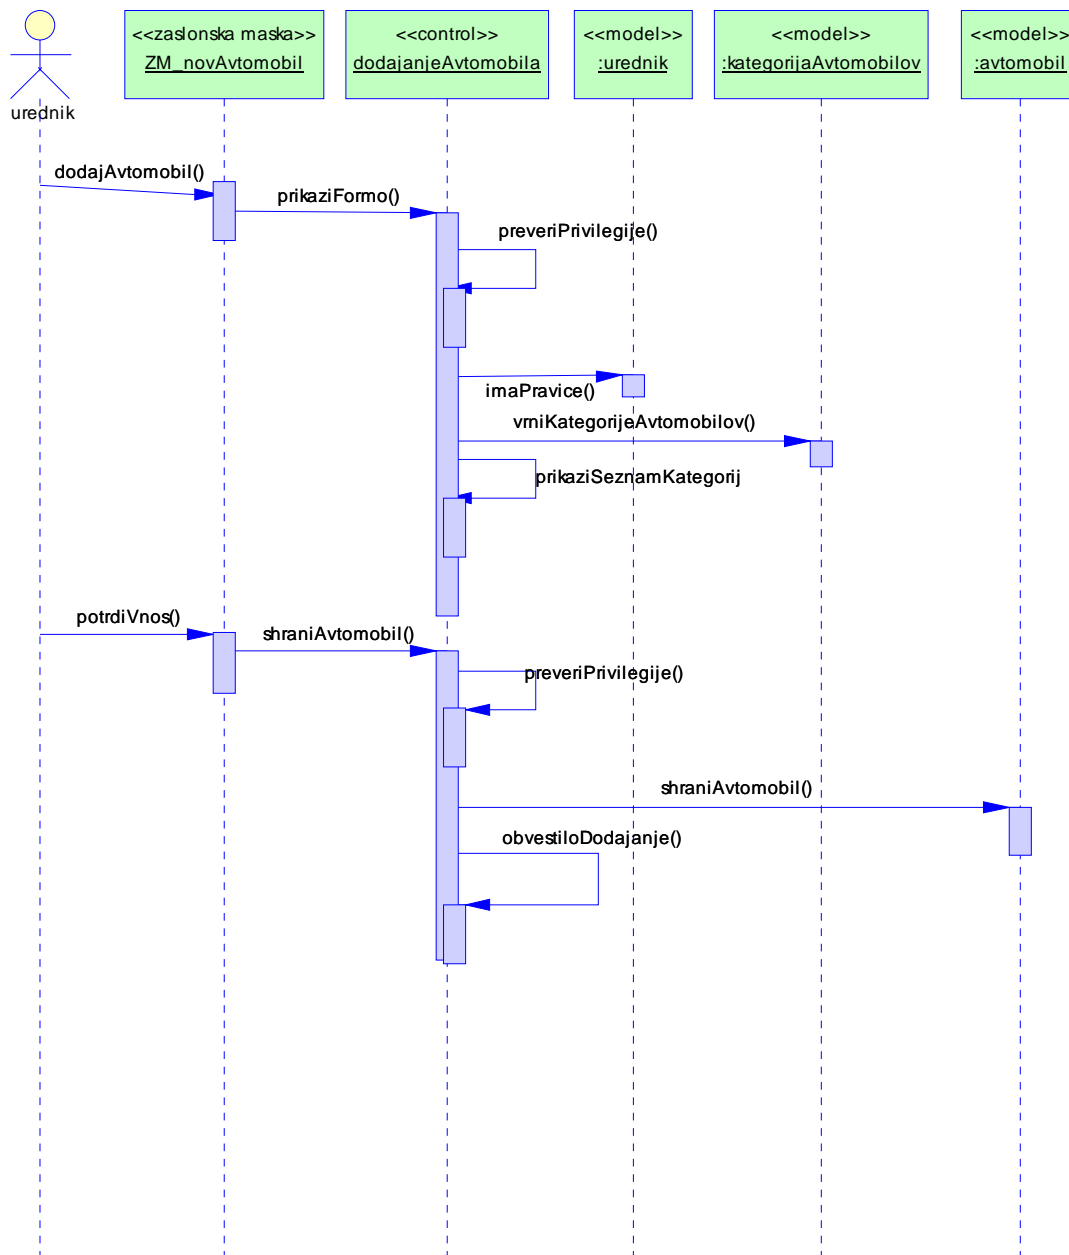 <<zaslonska maska>>
ZM_novAvtomobil
<<control>>
dodajanjeAvtomobila
<<model>>
:urednik
<<model>>
:kategorijaAvtomobilov
<<model>>
:avtomobil
urednik
dodajAvtomobil()
prikaziFormo()
preveriPrivilegije()
imaPravice()
vrniKategorijeAvtomobilov()
prikaziSeznamKategorij
potrdiVnos()
shraniAvtomobil()
preveriPrivilegije()
shraniAvtomobil()
obvestiloDodajanje()